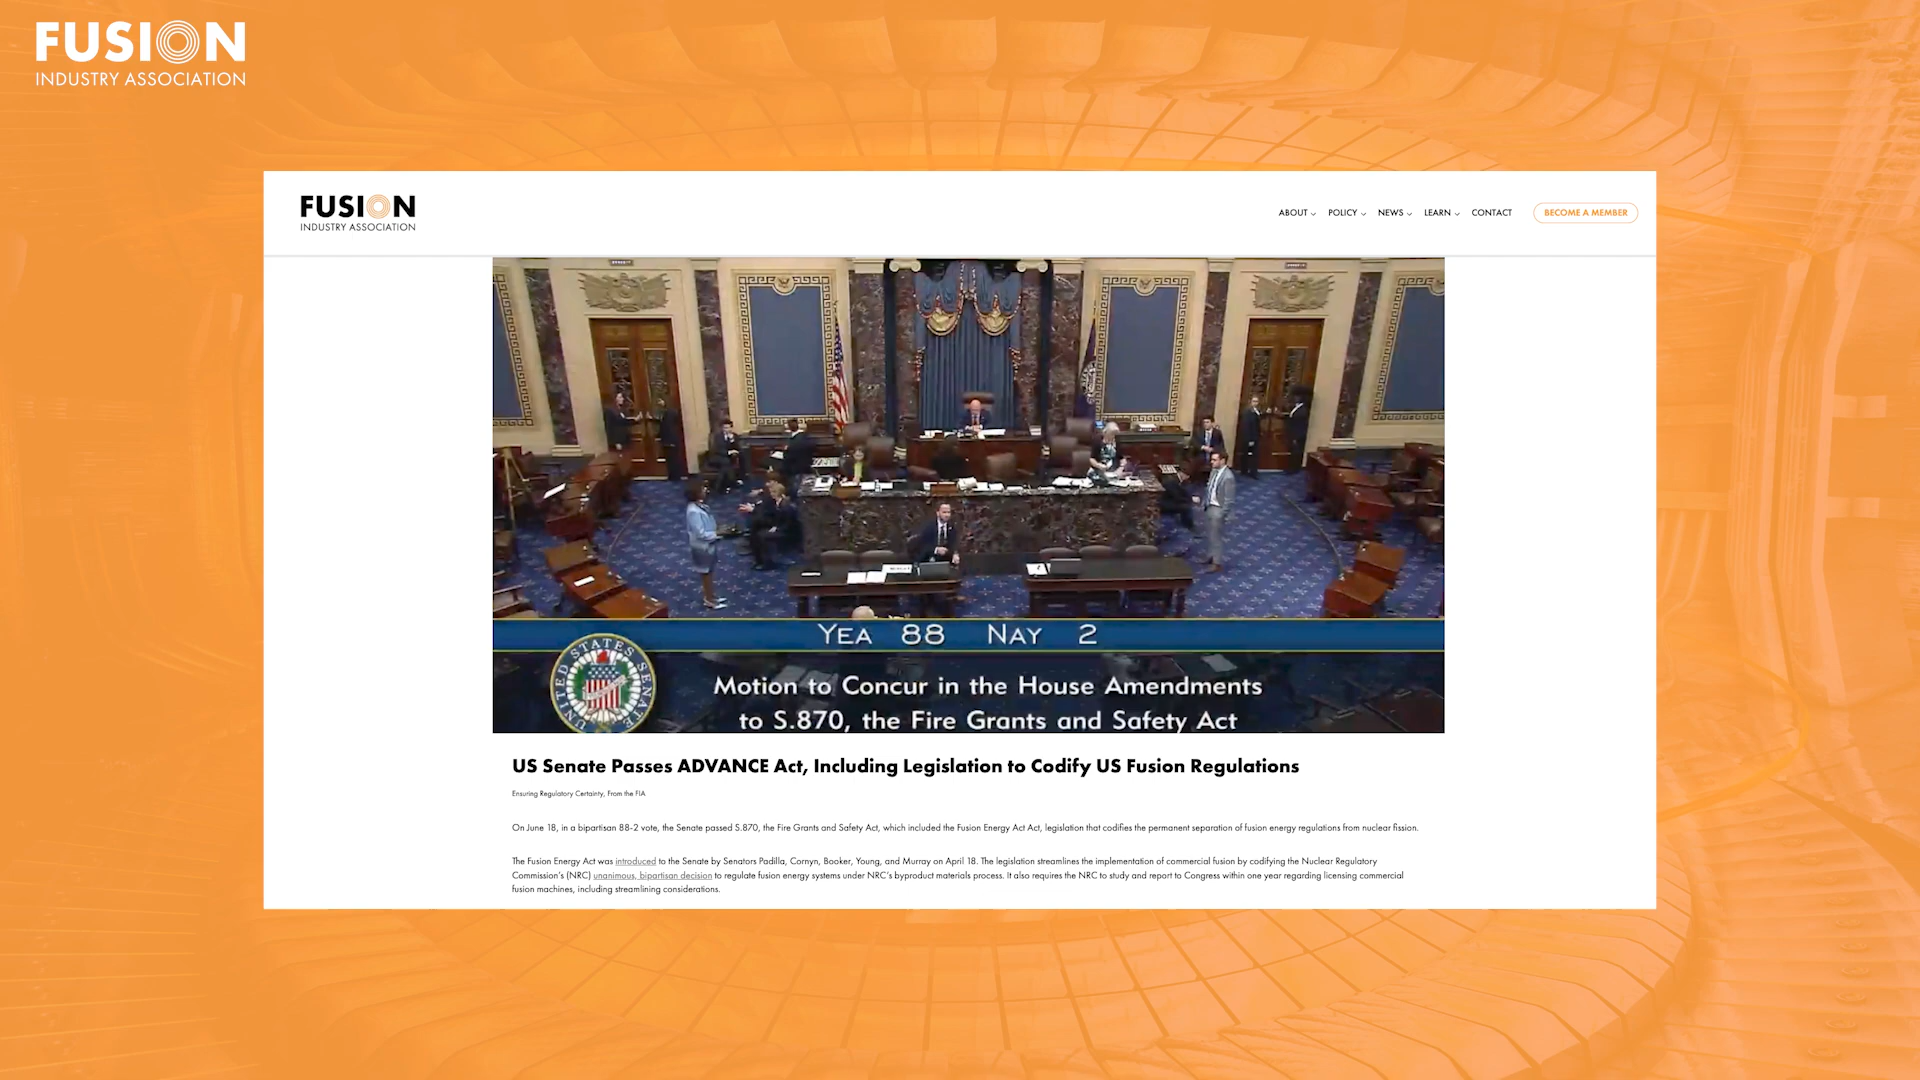 FUSION
INDUSTRY ASSOCIATION
FUSION
INDUSTRY ASSOCIATION
ABOUT
POLICY
NEWS
LEARN
CONTACT
BECOME A MEMBER
YEA 88 NAY 2
UNITED STATES SENATE
Motion to Concur in the House Amendments
to S.870, the Fire Grants and Safety Act
US Senate Passes ADVANCE Act, Including Legislation to Codify US Fusion Regulations
Ensuring Regulatory Certainty, From the FIA
On June 18, in a bipartisan 88-2 vote, the Senate passed S.870, the Fire Grants and Safety Act, which included the Fusion Energy Act Act, legislation that codifies the permanent separation of fusion energy regulations from nuclear fission.
The Fusion Energy Act was introduced to the Senate by Senators Padilla, Cornyn, Booker, Young, and Murray on April 18. The legislation streamlines the implementation of commercial fusion by codifying the Nuclear Regulatory
Commission's (NRC) unanimous, bipartisan decision to regulate fusion energy systems under NRC's byproduct materials process. It also requires the NRC to study and report to Congress within one year regarding licensing commercial
fusion machines, including streamlining considerations.